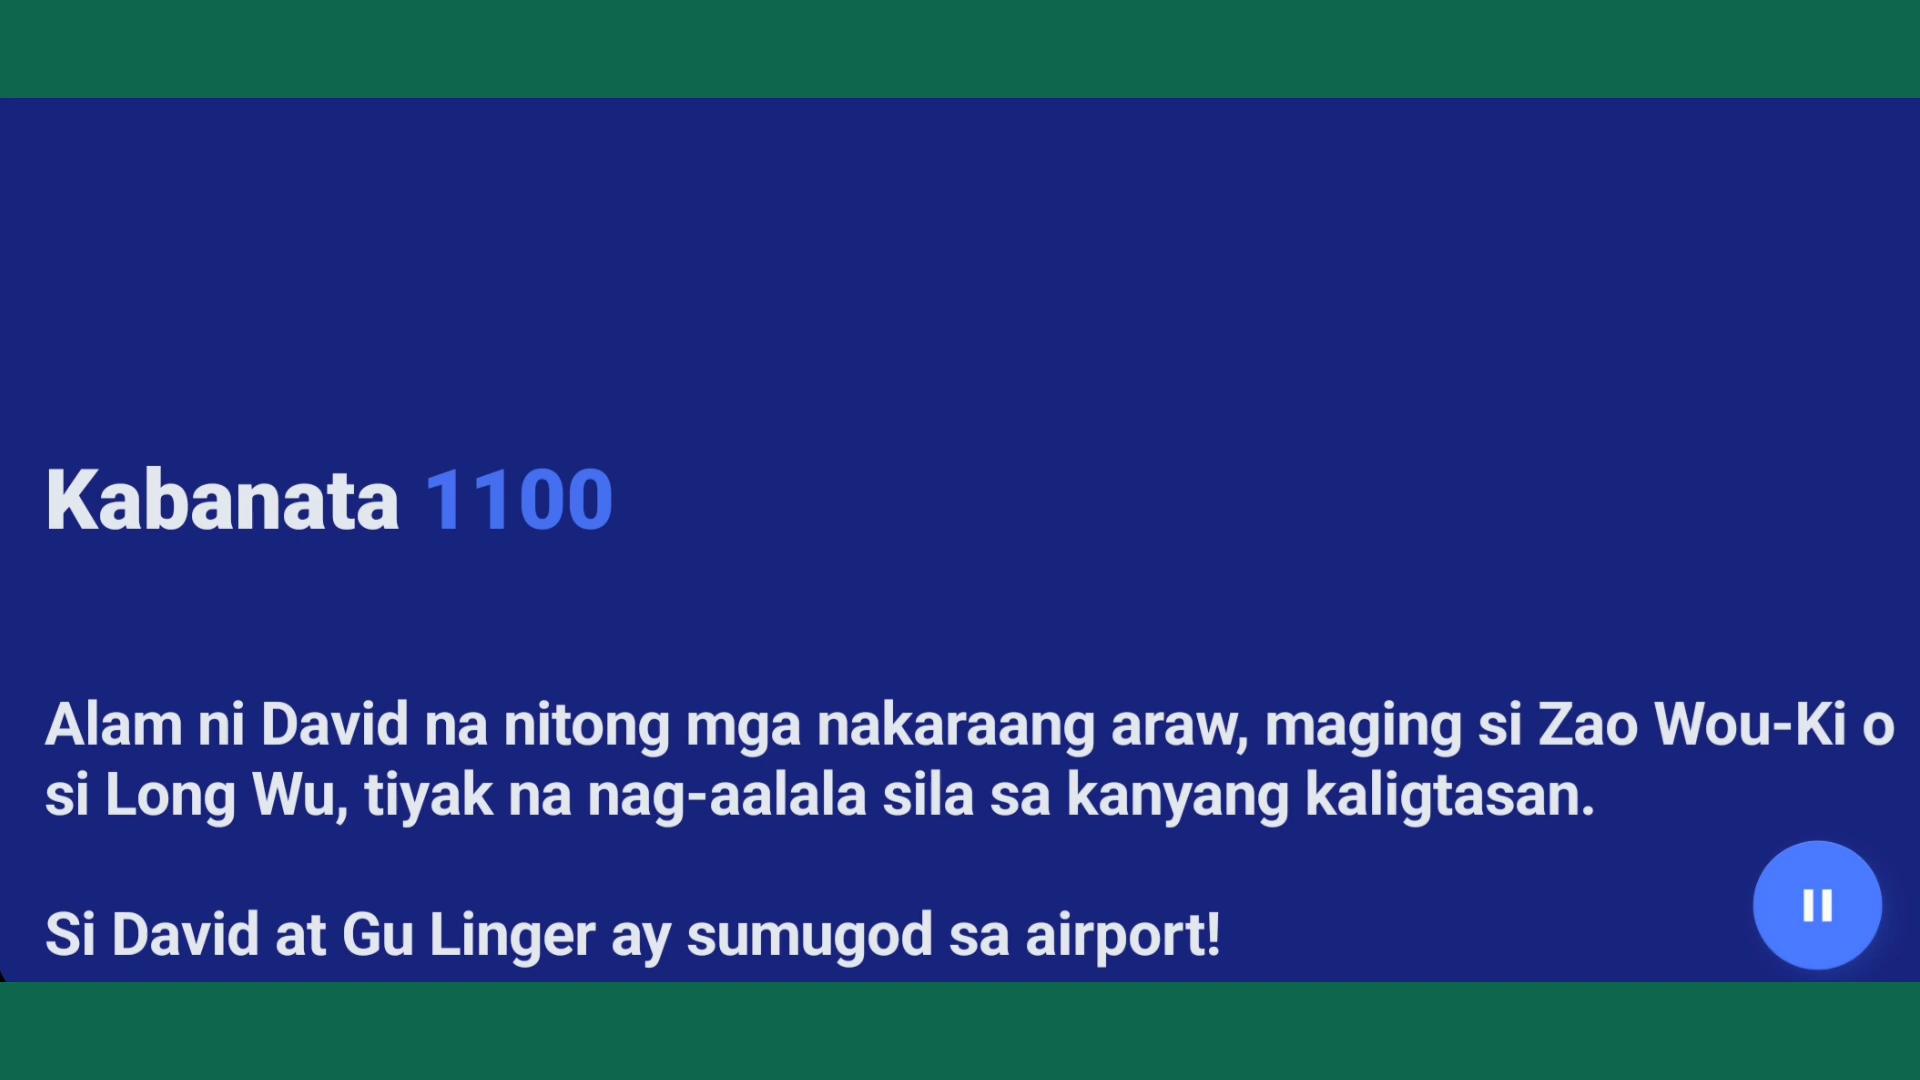 Kabanata 1100
Alam ni David na nitong mga nakaraang araw, maging si Zao Wou-Ki o
si Long Wu, tiyak na nag-aalala sila sa kanyang kaligtasan.
Si David at Gu Linger ay sumugod sa airport!